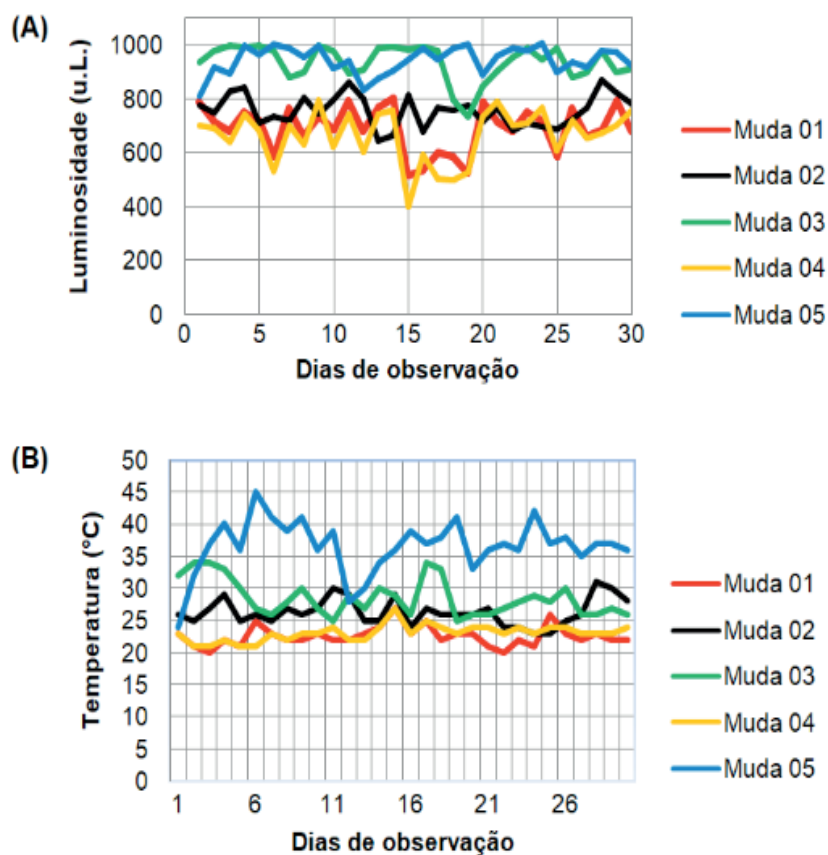 (A)
Luminosidade (u.L.)
1000
800
600
400
200
0
0 5 10 15 20 25 30
Dias de observação
Muda 01
Muda 02
Muda 03
Muda 04
Muda 05
(B)
Temperatura (°C)
50
45
40
35
30
25
20
15
10
5
0
1 6 11 16 21 26
Dias de observação
Muda 01
Muda 02
Muda 03
Muda 04
Muda 05